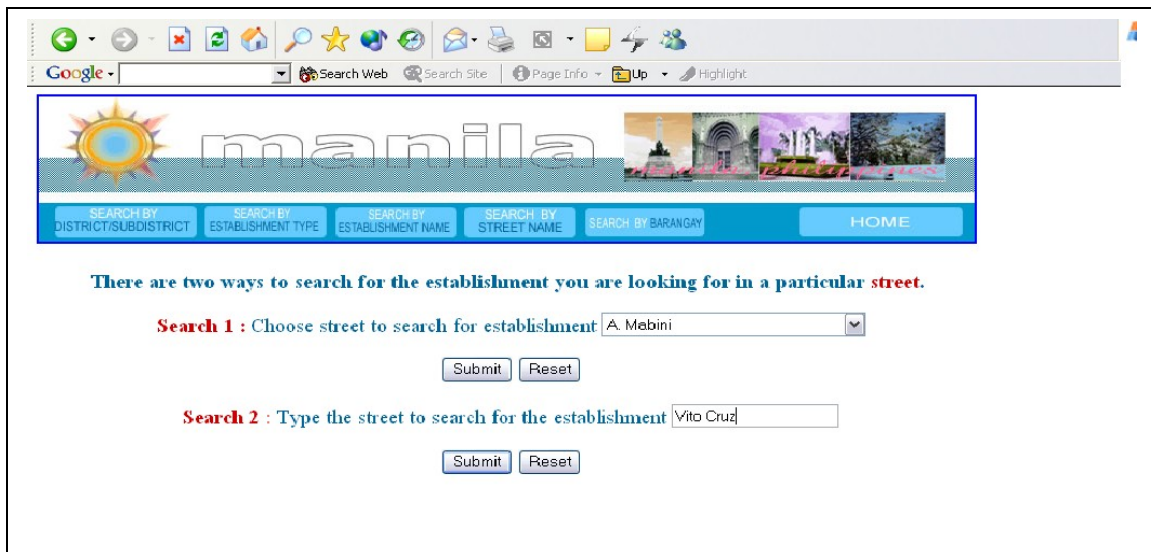 Google
Search Web Search Site Page Info Up Highlight
manila
manila, philippines
SEARCH BY DISTRICT/SUBDISTRICT
SEARCH BY ESTABLISHMENT TYPE
SEARCH BY ESTABLISHMENT NAME
SEARCH BY STREET NAME
SEARCH BY BARANGAY
HOME
There are two ways to search for the establishment you are looking for in a particular street.
Search 1 : Choose street to search for establishment A. Mabini
Submit Reset
Search 2 : Type the street to search for the establishment Vito Cruz
Submit Reset